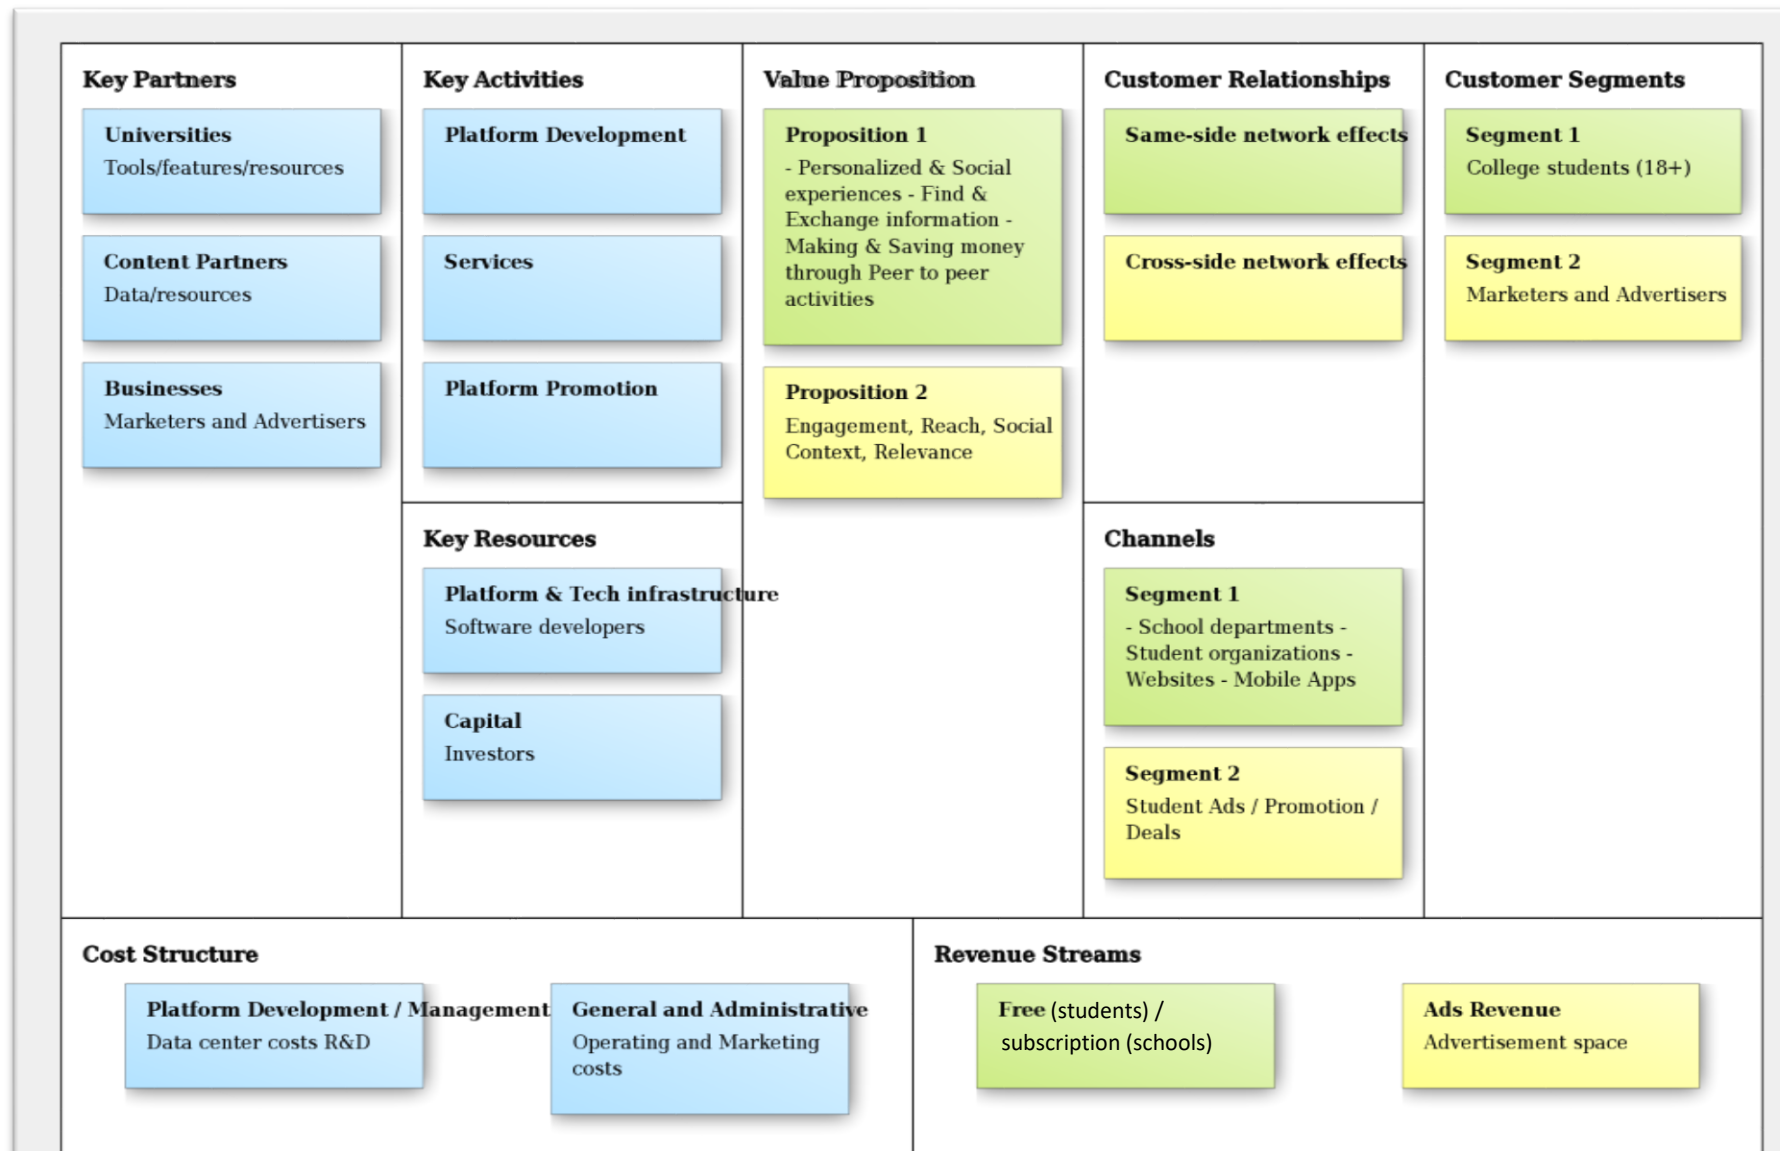 Key Partners
Universities
Tools/features/resources
Content Partners
Data/resources
Businesses
Marketers and Advertisers
Key Activities
Platform Development
Services
Platform Promotion
Key Resources
Platform & Tech infrastructure
Software developers
Capital
Investors
Value Proposition
Proposition 1
- Personalized & Social
experiences - Find &
Exchange information -
Making & Saving money
through Peer to peer
activities
Proposition 2
Engagement, Reach, Social
Context, Relevance
Customer Relationships
Same-side network effects
Cross-side network effects
Channels
Segment 1
- School departments -
Student organizations -
Websites - Mobile Apps
Segment 2
Student Ads / Promotion /
Deals
Customer Segments
Segment 1
College students (18+)
Segment 2
Marketers and Advertisers
Cost Structure
Platform Development / Management
Data center costs R&D
General and Administrative
Operating and Marketing
costs
Revenue Streams
Free (students) /
subscription (schools)
Ads Revenue
Advertisement space